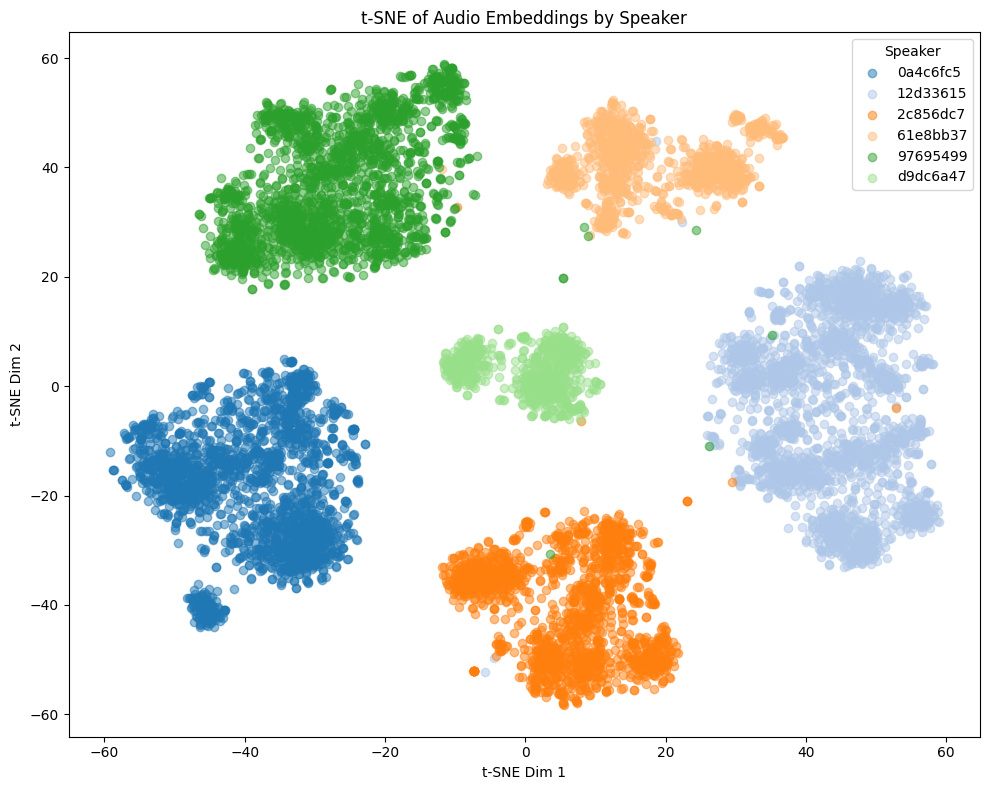 t-SNE of Audio Embeddings by Speaker
Speaker
0a4c6fc5
12d33615
2c856dc7
61e8bb37
97695499
d9dc6a47
t-SNE Dim 2
60
40
20
0
−20
−40
−60
−60
−40
−20
0
20
40
60
t-SNE Dim 1